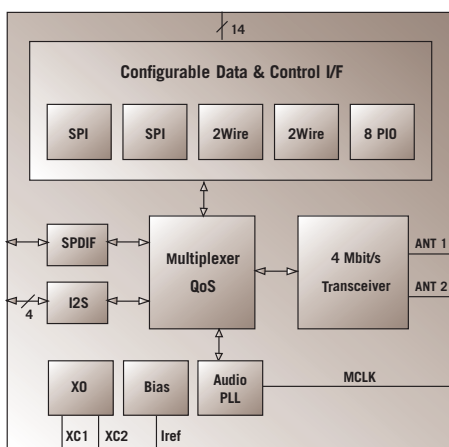 14
Configurable Data & Control I/F
SPI SPI 2Wire 2Wire 8 PIO
SPDIF
Multiplexer
QoS
4 Mbit/s
Transceiver
ANT 1
ANT 2
4
I2S
XO
Bias
Audio
PLL
MCLK
XC1 XC2 Iref